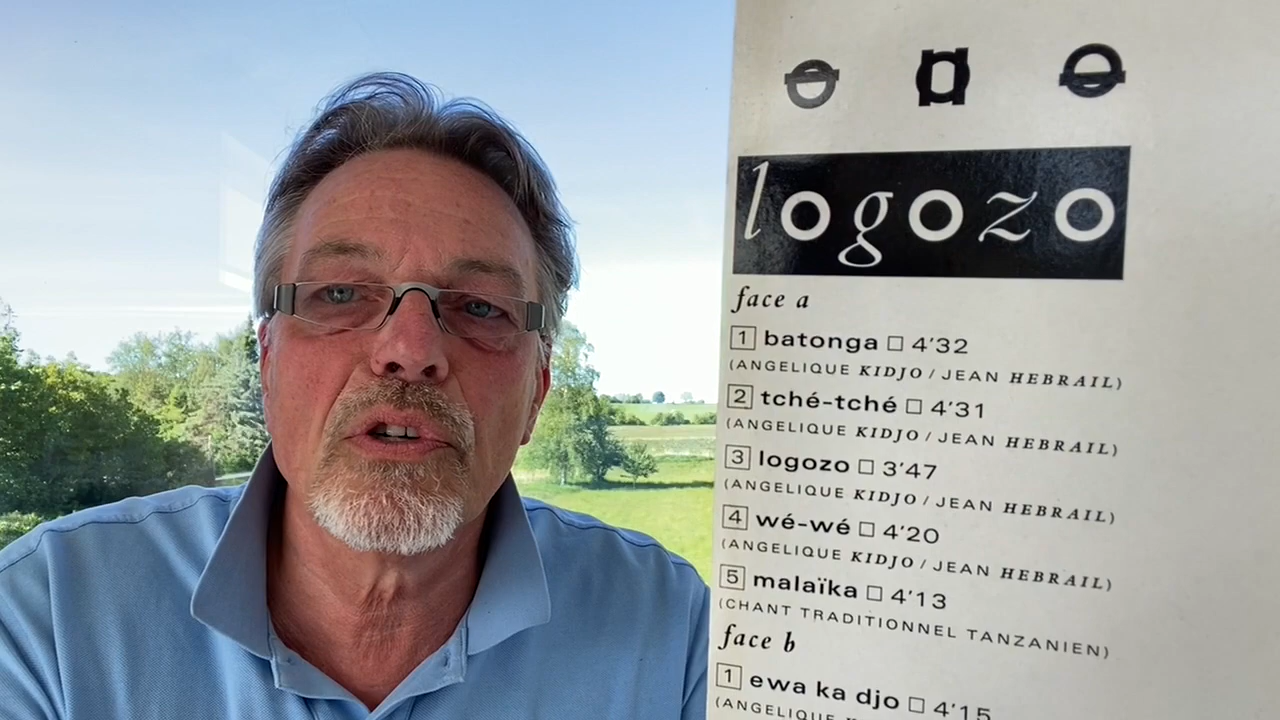 logozo
face a
1 batonga □ 4'32
(ANGELIQUE KIDJO / JEAN HEBRAIL)
2 tché-tché □ 4'31
(ANGELIQUE KIDJO / JEAN HEBRAIL)
3 logozo □ 3'47
(ANGELIQUE KIDJO / JEAN HEBRAIL)
4 wé-wé □ 4'20
(ANGELIQUE KIDJO / JEAN HEBRAIL)
5 malaïka □ 4'13
(CHANT TRADITIONNEL TANZANIEN)
face b
1 ewa ka djo □ 4'15
(ANGELIQUE